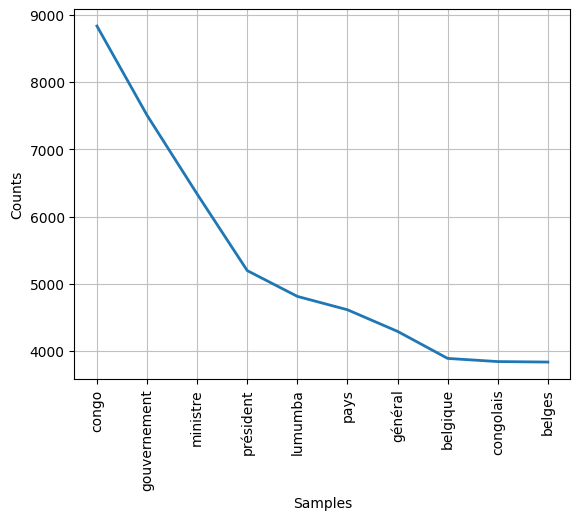 9000
8000
7000
6000
5000
4000
Counts
congo
gouvernement
ministre
président
lumumba
pays
général
belgique
congolais
belges
Samples